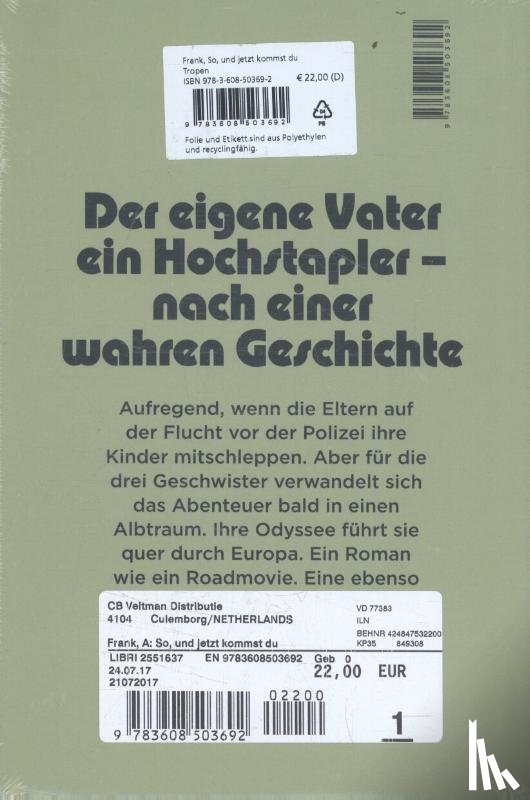 Frank, So, und jetzt kommst du
Tropen
ISBN 978-3-608-50369-2
€ 22,00 (D)
9 783608 503692
04
PE
Folie und Etikett sind aus Polyethylen
und recyclingfähig.
9 783608 503692
Der eigene Vater
ein Hochstapler –
nach einer
wahren Geschichte
Aufregend, wenn die Eltern auf
der Flucht vor der Polizei ihre
Kinder mitschleppen. Aber für die
drei Geschwister verwandelt sich
das Abenteuer bald in einen
Albtraum. Ihre Odyssee führt sie
quer durch Europa. Ein Roman
wie ein Roadmovie. Eine ebenso
CB Veltman Distributie
4104 Culemborg/NETHERLANDS
VD 77383
ILN
BEHNR 424847532200
Frank, A: So, und jetzt kommst du
KP35 849308
LIBRI 2551637 EN 9783608503692 Geb 0
24.07.17 22,00 EUR
21072017
02200
9 783608 503692
1